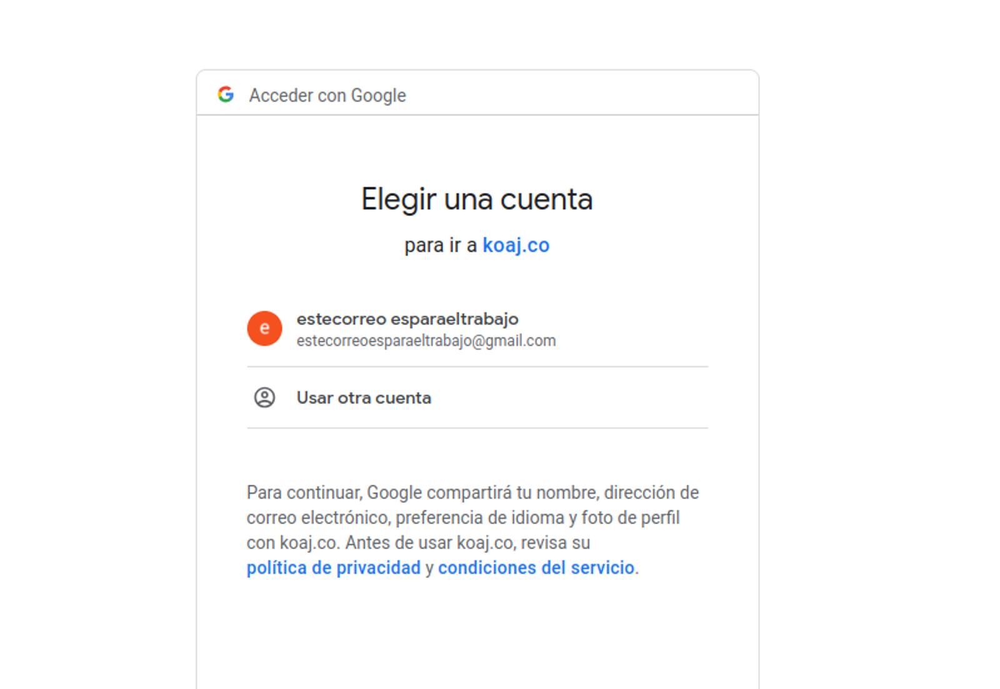 Acceder con Google
Elegir una cuenta
para ir a koaj.co
e
estecorreo esparaeltrabajo
estecorreoesparaeltrabajo@gmail.com
Usar otra cuenta
Para continuar, Google compartirá tu nombre, dirección de
correo electrónico, preferencia de idioma y foto de perfil
con koaj.co. Antes de usar koaj.co, revisa su
política de privacidad y condiciones del servicio.